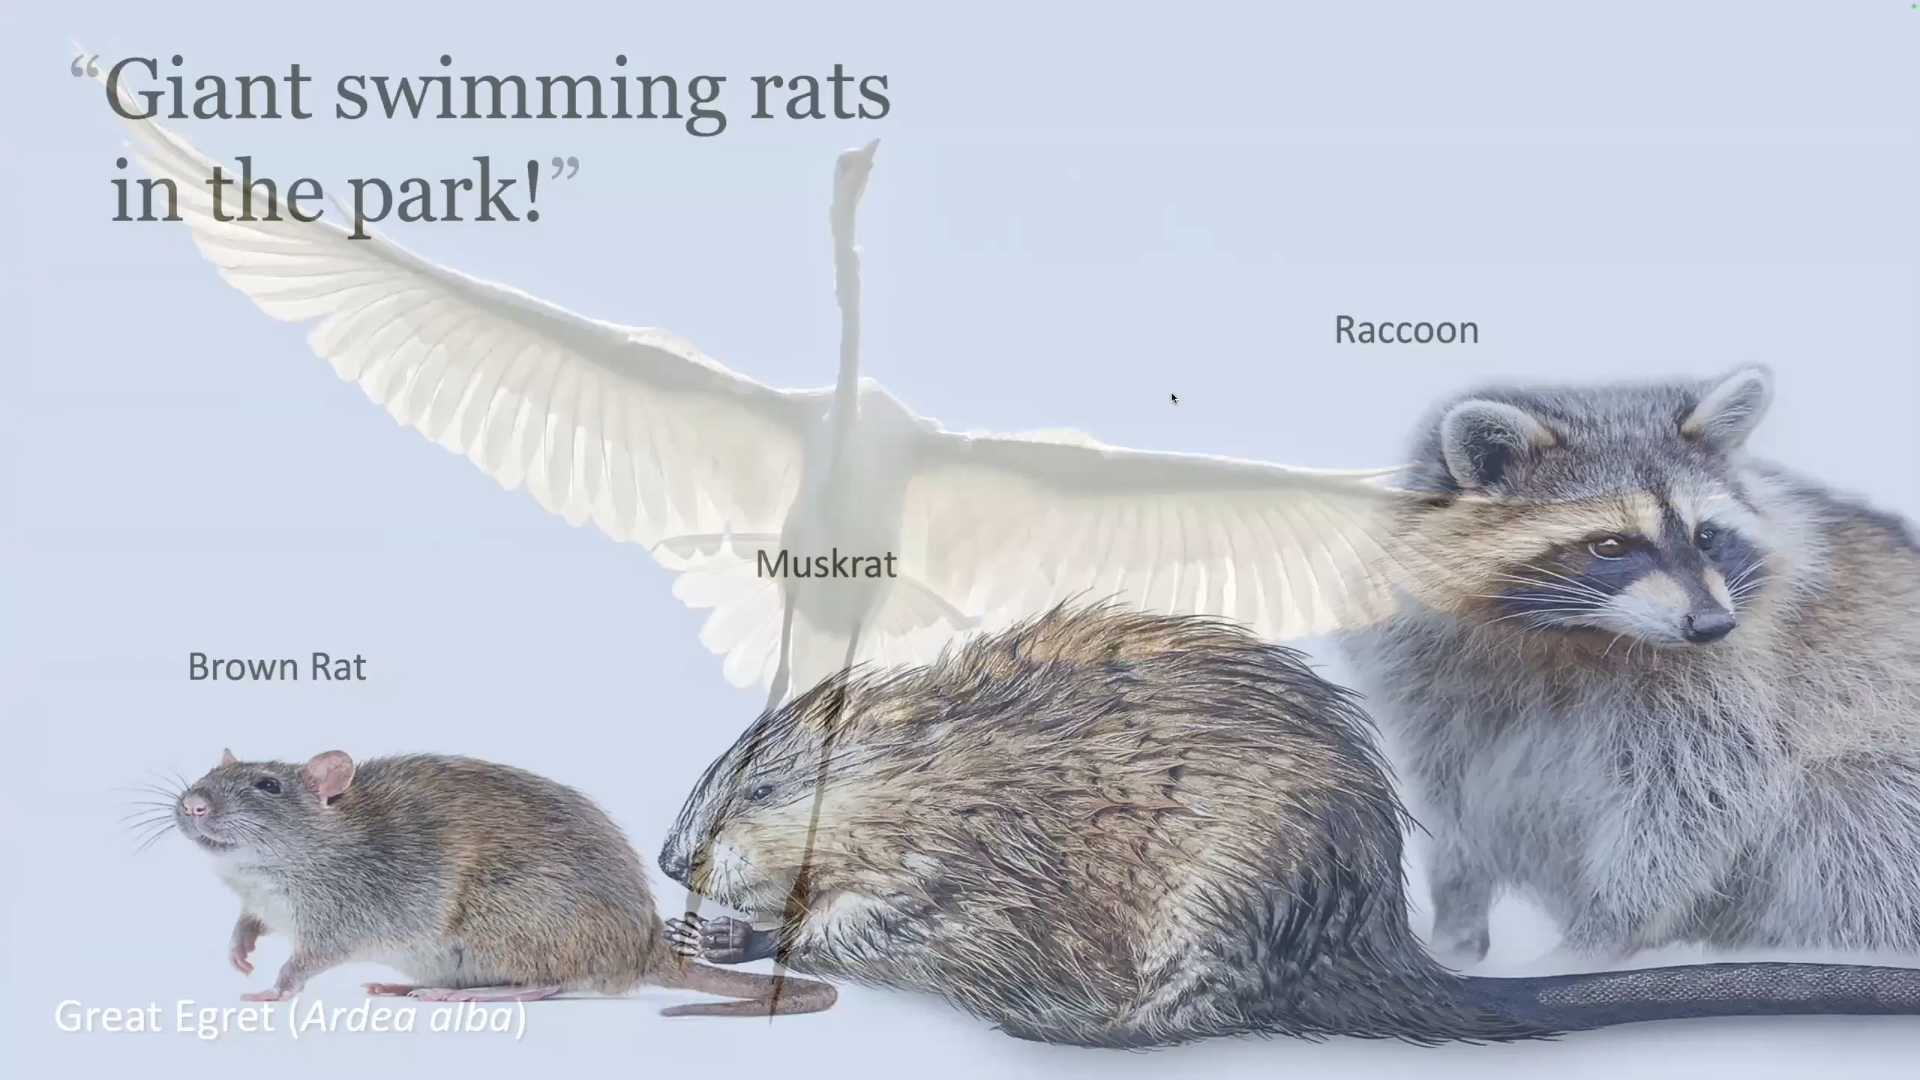 “Giant swimming rats
in the park!”
Raccoon
Muskrat
Brown Rat
Great Egret (Ardea alba)